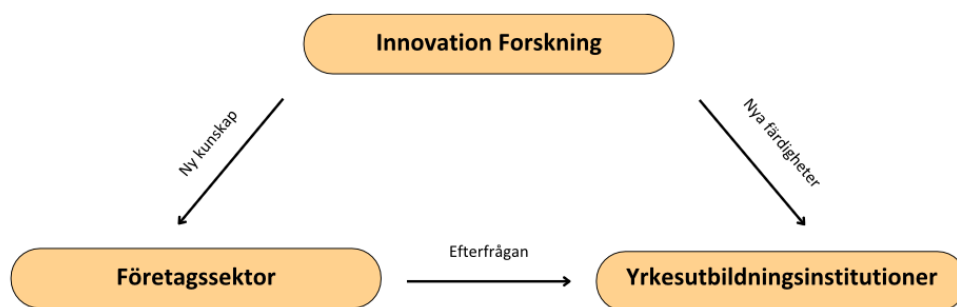 Innovation Forskning
Ny kunskap
Nya färdigheter
Efterfrågan
Företagssektor
Yrkesutbildningsinstitutioner